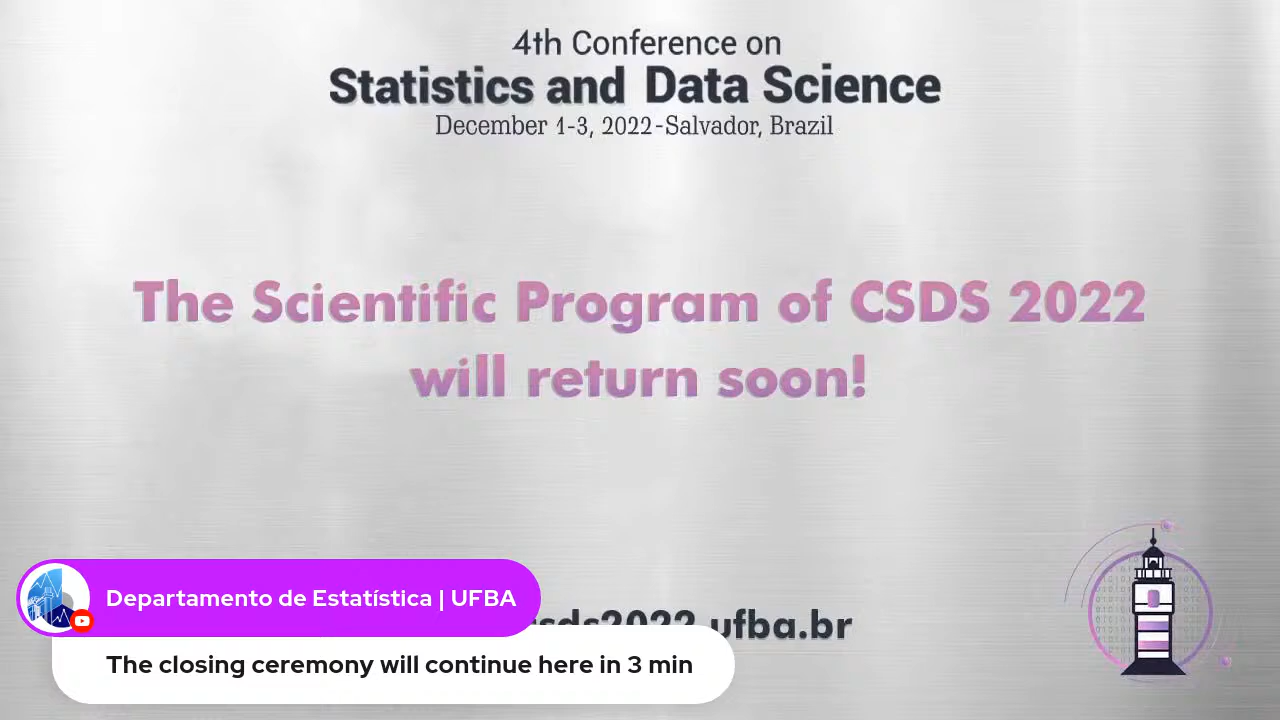 4th Conference on
Statistics and Data Science
December 1-3, 2022-Salvador, Brazil
The Scientific Program of CSDS 2022
will return soon!
csds2022.ufba.br
Departamento de Estatística | UFBA
The closing ceremony will continue here in 3 min